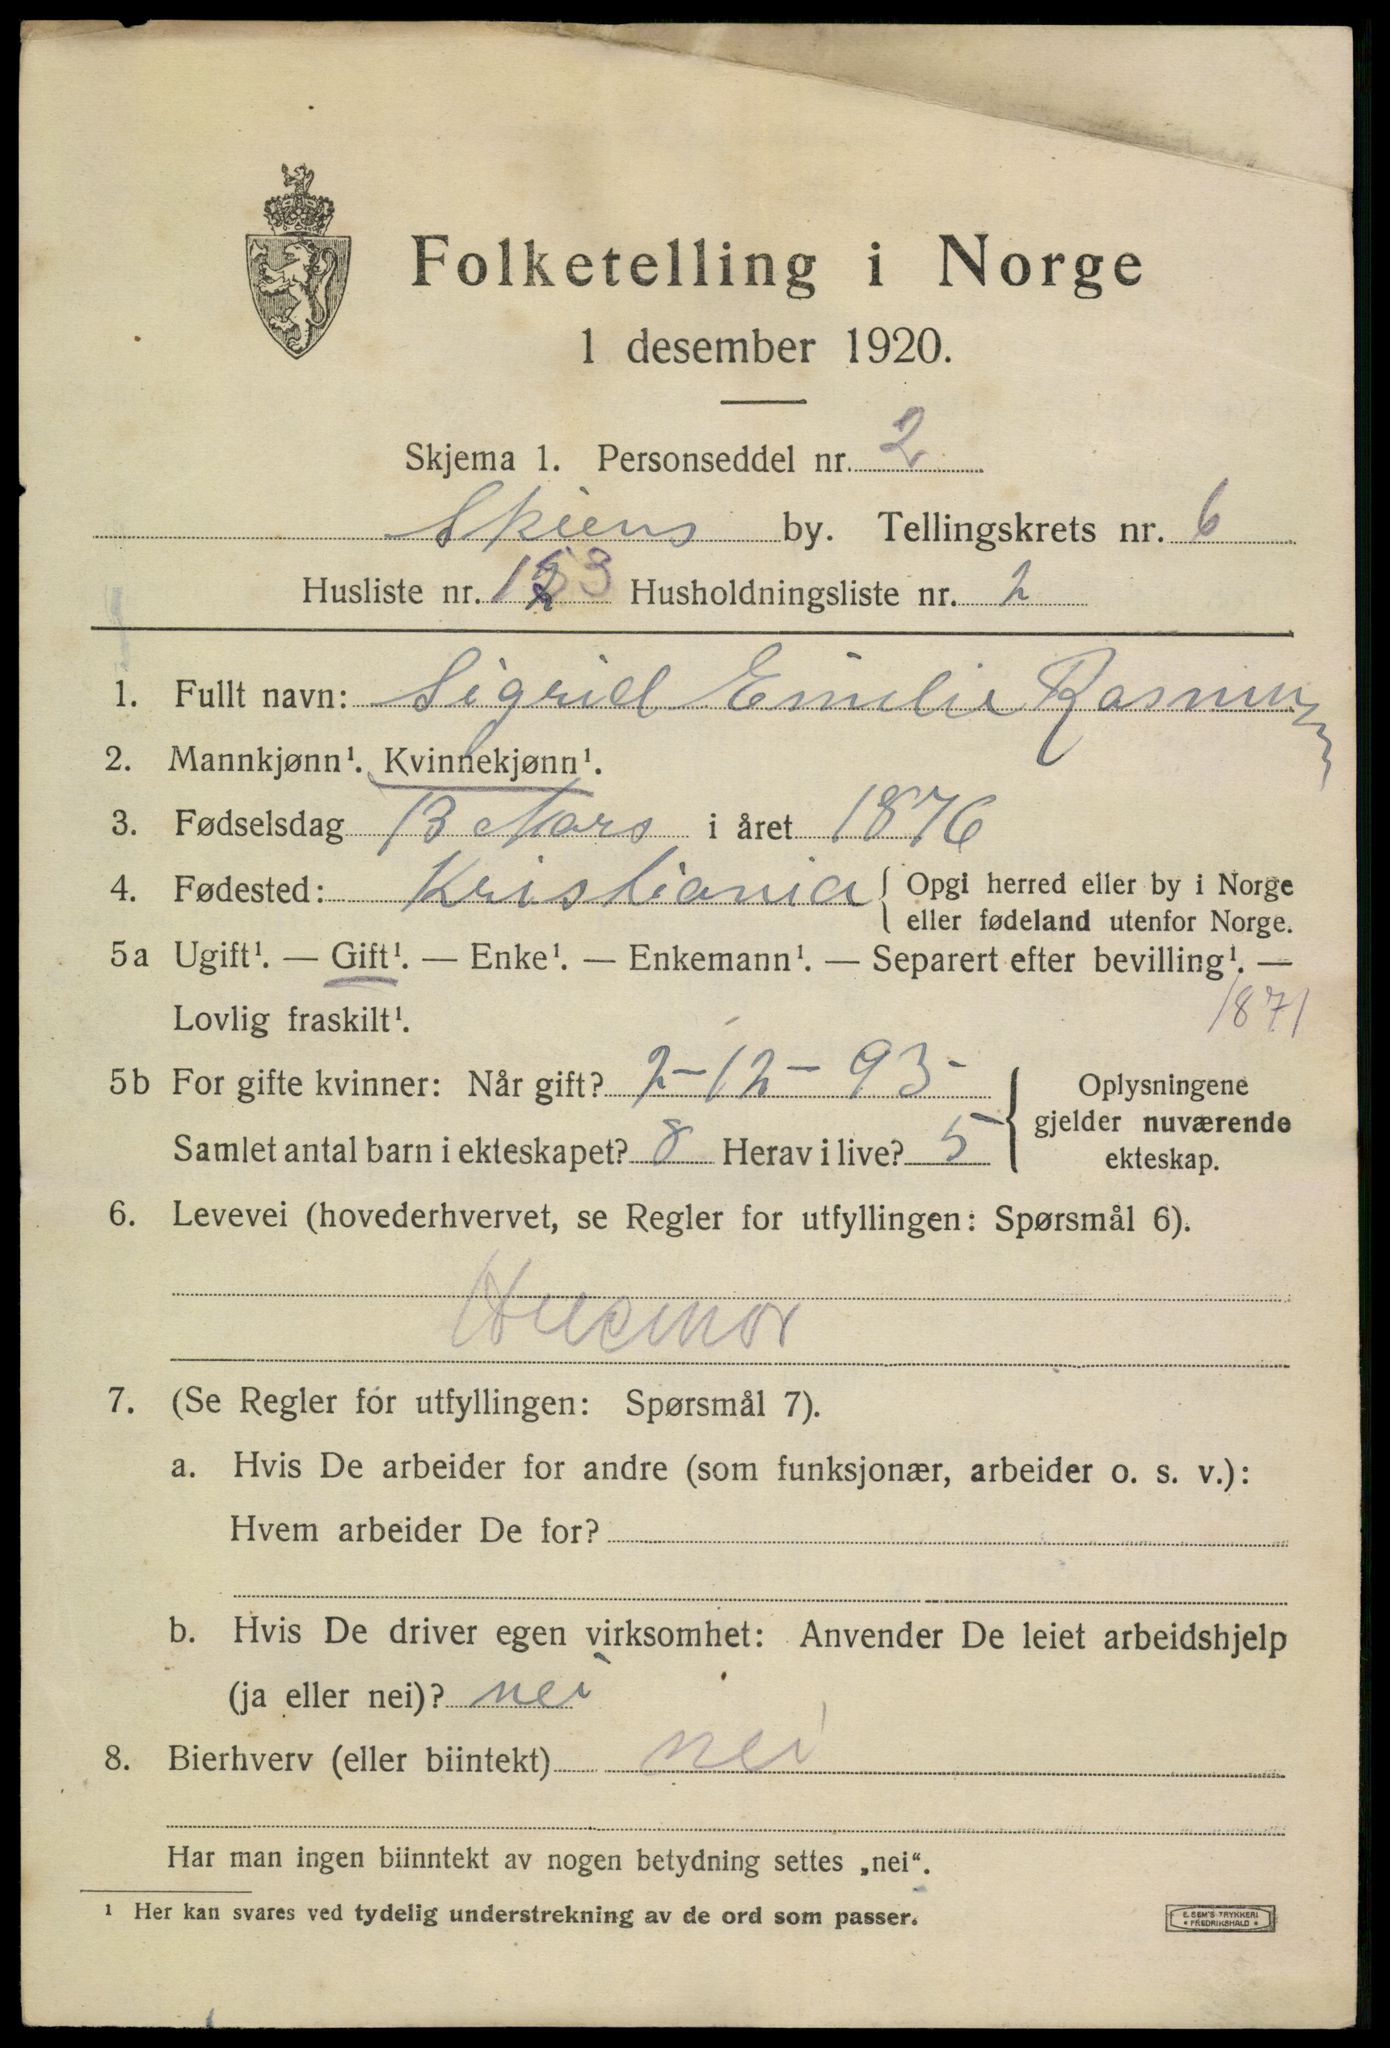 Folketelling i Norge
1 desember 1920.
Skjema 1. Personseddel nr. 2
Skiens by. Tellingskrets nr. 6
Husliste nr. 153 Husholdningsliste nr. 2
1. Fullt navn: Sigrid Emilie Rasmussen
2. Mannkjønn¹. Kvinnekjønn¹.
3. Fødselsdag 13 Mars i året 1876
4. Fødested: Kristiania { Opgi herred eller by i Norge
eller fødeland utenfor Norge.
5a Ugift¹. — Gift¹. — Enke¹. — Enkemann¹. — Separert efter bevilling¹. —
Lovlig fraskilt¹. 1871
5b For gifte kvinner: Når gift? 2-12-93 { Oplysningene
gjelder nuværende
ekteskap.
Samlet antal barn i ekteskapet? 8 Herav i live? 5
6. Levevei (hovederhvervet, se Regler for utfyllingen: Spørsmål 6).
Husmor
7. (Se Regler for utfyllingen: Spørsmål 7).
a. Hvis De arbeider for andre (som funksjonær, arbeider o. s. v.):
Hvem arbeider De for?
b. Hvis De driver egen virksomhet: Anvender De leiet arbeidshjelp
(ja eller nei)? nei
8. Bierhverv (eller biintekt) nei
Har man ingen biinntekt av nogen betydning settes „nei“.
¹ Her kan svares ved tydelig understrekning av de ord som passer.
E. SEM'S TRYKKERI
* FREDRIKSHALD *